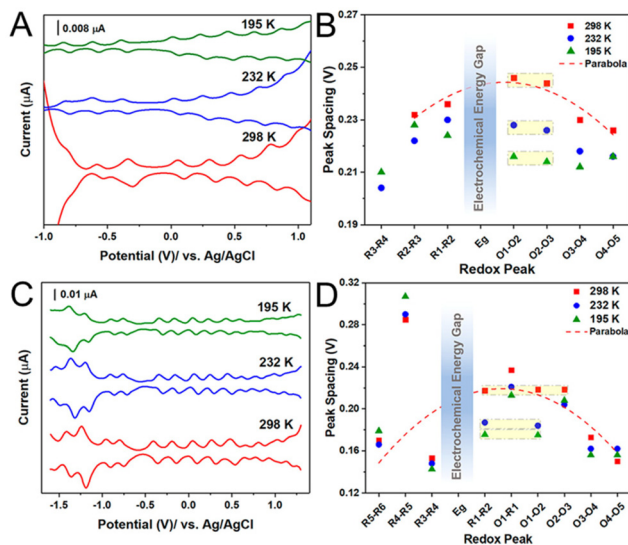 A
0.008 μA
195 K
232 K
298 K
Current (μA)
-1.0 -0.5 0.0 0.5 1.0
Potential (V)/ vs. Ag/AgCl
B
0.27
0.25
0.23
0.21
0.19
Peak Spacing (V)
298 K
232 K
195 K
Parabola
Electrochemical Energy Gap
R3-R4 R2-R3 R1-R2 Eg O1-O2 O2-O3 O3-O4 O4-O5
Redox Peak
C
0.01 μA
195 K
232 K
298 K
Current (μA)
-1.5 -1.0 -0.5 0.0 0.5 1.0 1.5
Potential (V)/ vs. Ag/AgCl
D
0.32
0.28
0.24
0.20
0.16
0.12
Peak Spacing (V)
298 K
232 K
195 K
Parabola
Electrochemical Energy Gap
R5-R6 R4-R5 R3-R4 Eg R1-R2 O1-R1 O1-O2 O2-O3 O3-O4 O4-O5
Redox Peak